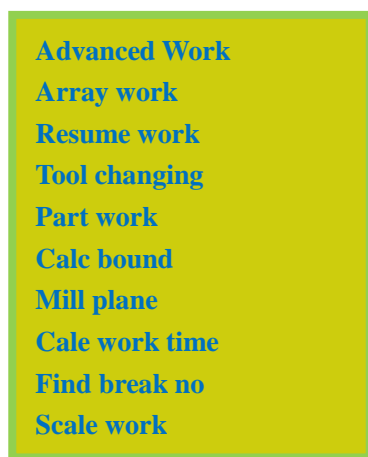 Advanced Work
Array work
Resume work
Tool changing
Part work
Calc bound
Mill plane
Cale work time
Find break no
Scale work